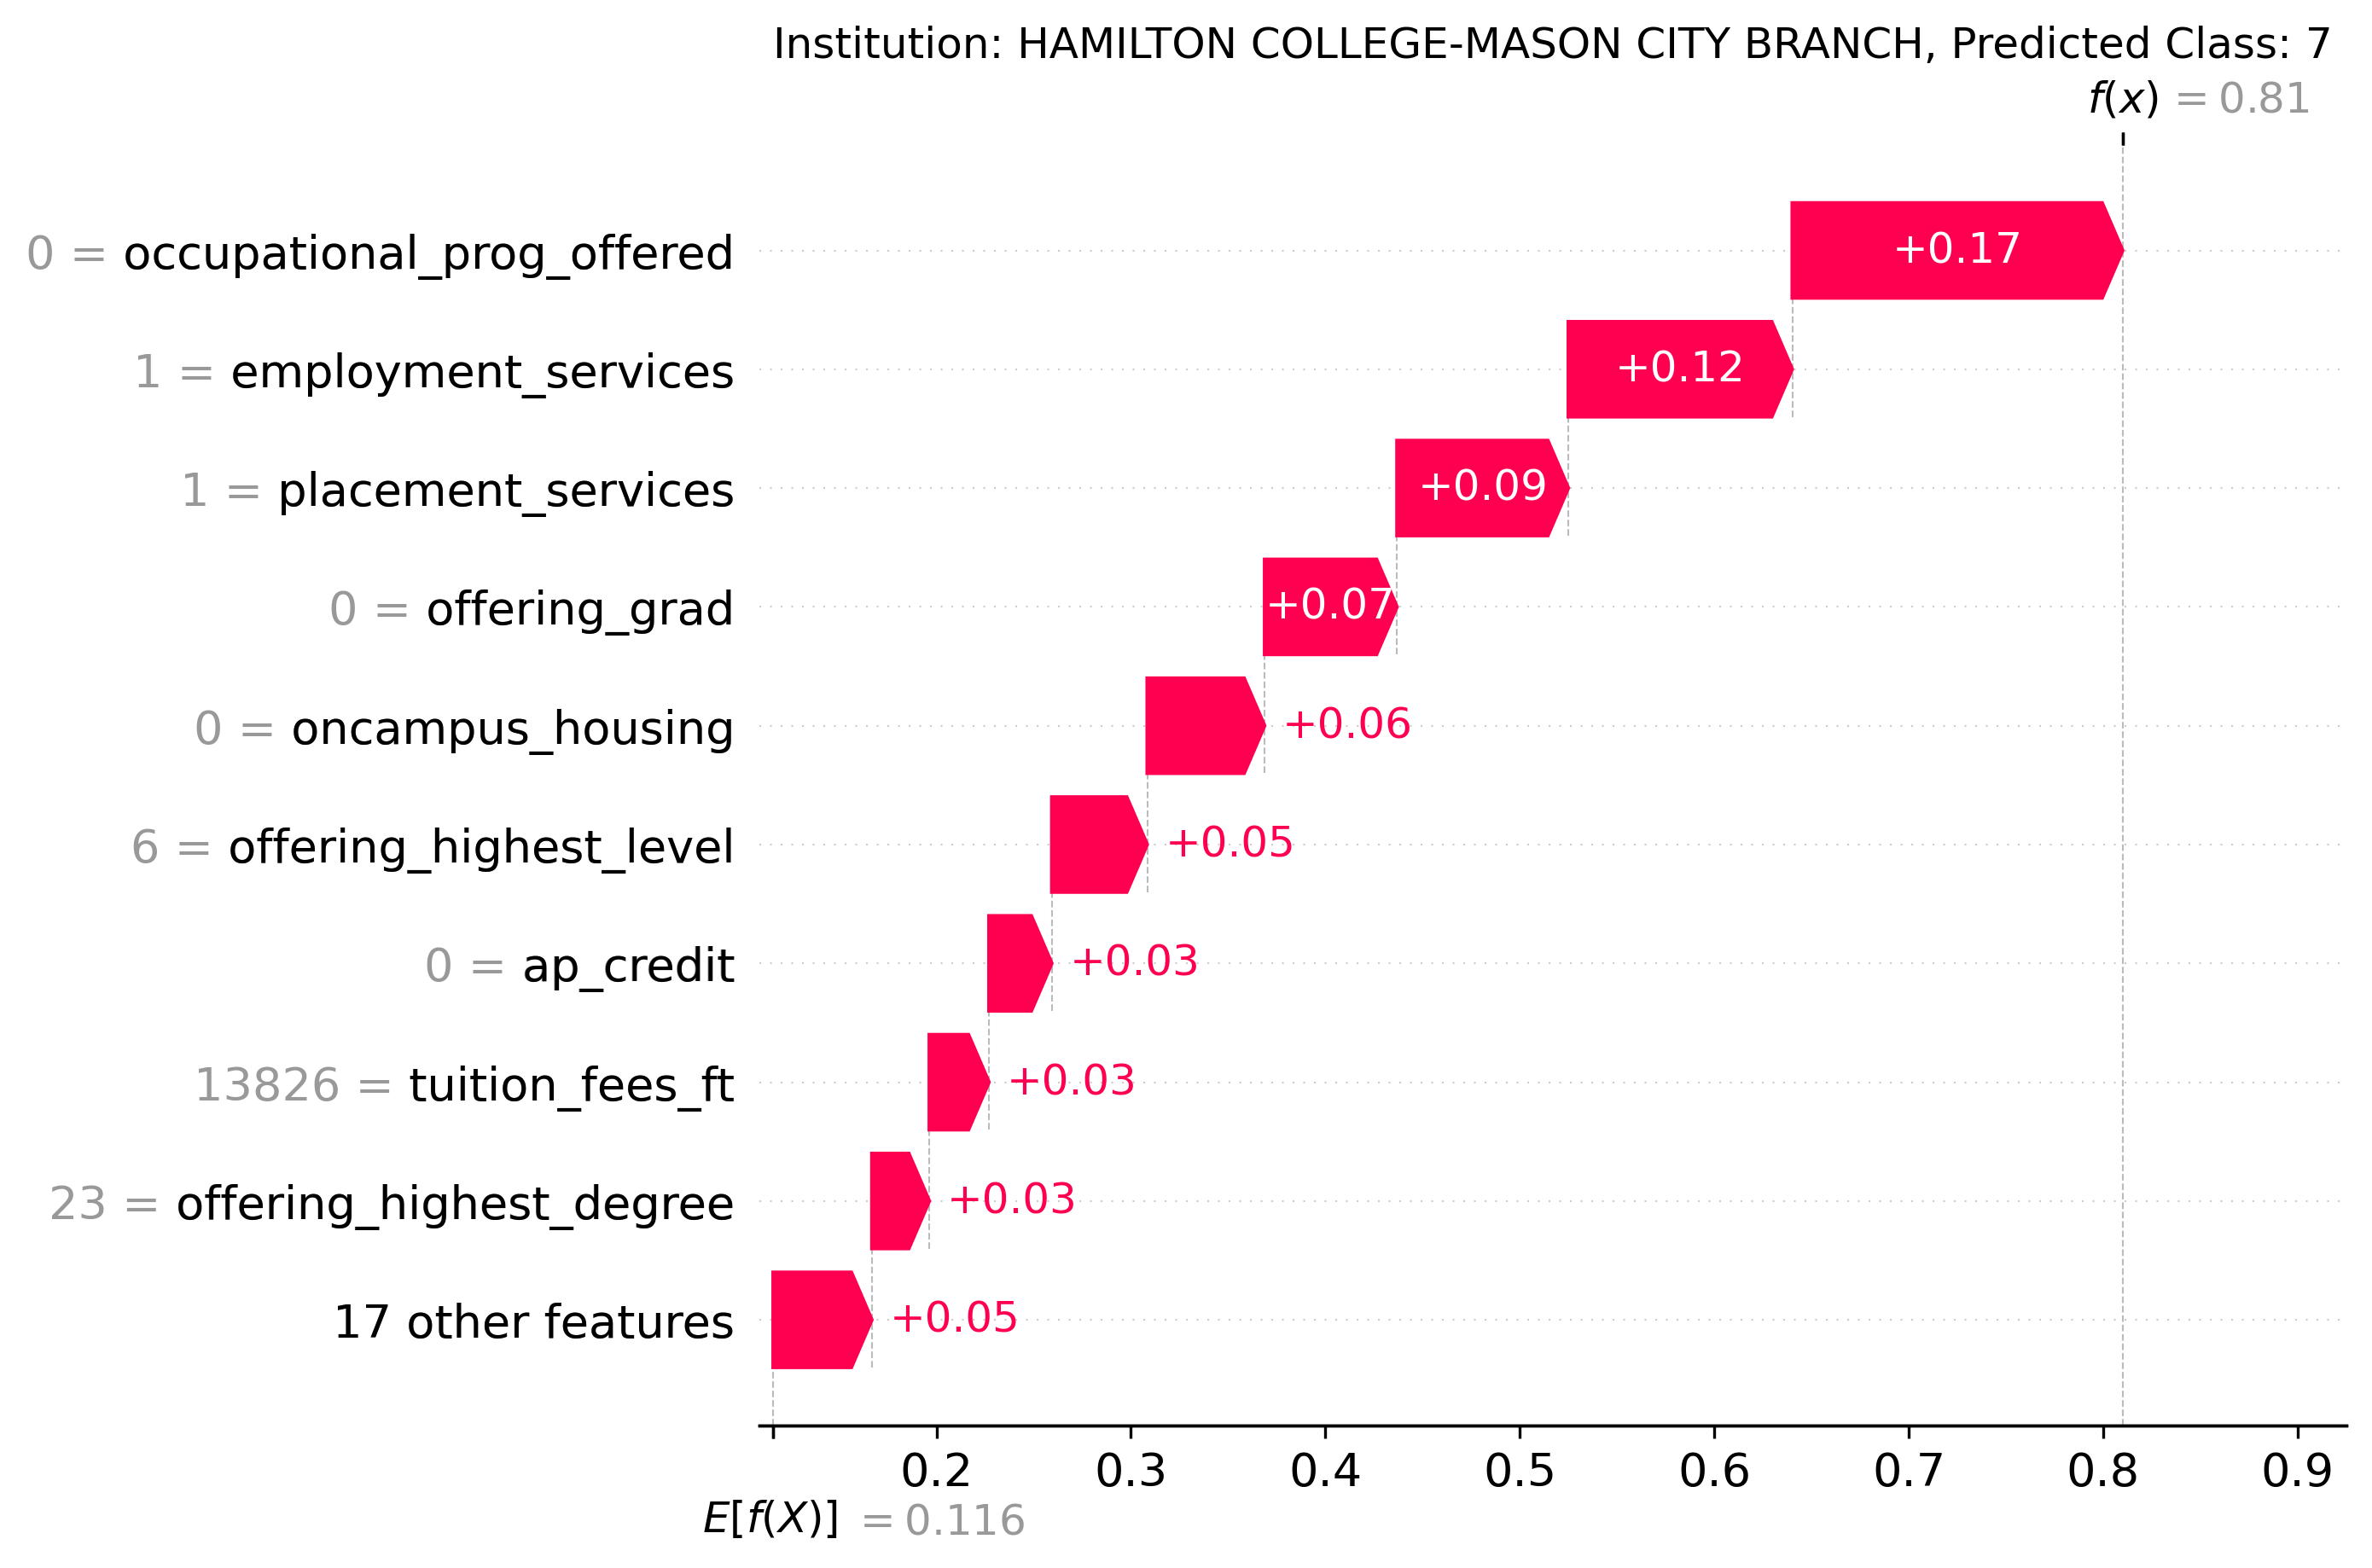 Institution: HAMILTON COLLEGE-MASON CITY BRANCH, Predicted Class: 7
f(x) = 0.81
0 = occupational_prog_offered +0.17
1 = employment_services +0.12
1 = placement_services +0.09
0 = offering_grad +0.07
0 = oncampus_housing +0.06
6 = offering_highest_level +0.05
0 = ap_credit +0.03
13826 = tuition_fees_ft +0.03
23 = offering_highest_degree +0.03
17 other features +0.05
0.2 0.3 0.4 0.5 0.6 0.7 0.8 0.9
E[f(X)] = 0.116